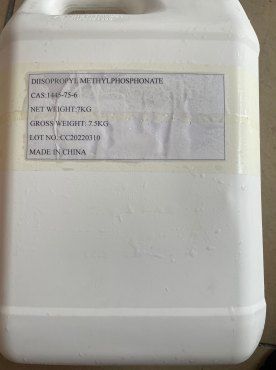 DIISOPROPYL METHYLPHOSPHONATE
CAS:1445-75-6
NET WEIGHT:7KG
GROSS WEIGHT: 7.5KG
LOT NO.:CC20220310
MADE IN CHINA